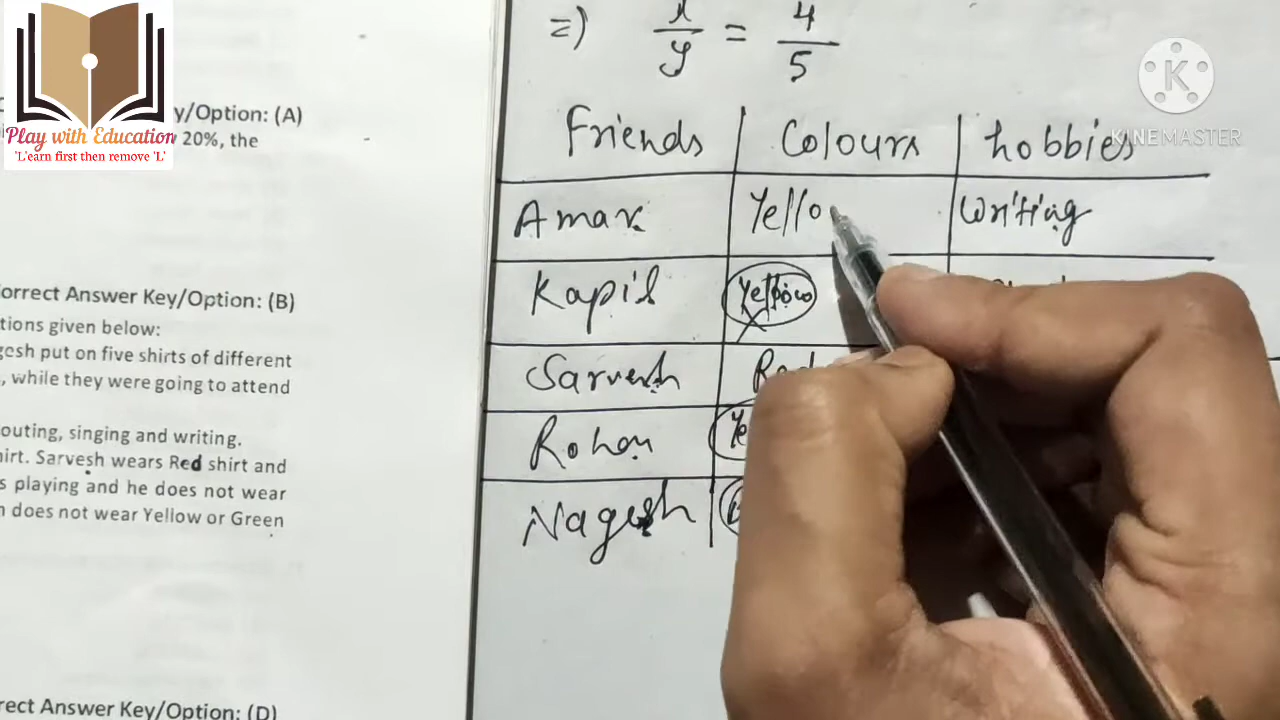 Play with Education
'L'earn first then remove 'L'
y/Option: (A)
20%, the
orrect Answer Key/Option: (B)
tions given below:
gesh put on five shirts of different
, while they were going to attend
outing, singing and writing.
hirt. Sarvesh wears Red shirt and
s playing and he does not wear
n does not wear Yellow or Green
rect Answer Key/Option: (D)
=) x/y = 4/5
Friends Colours hobbies
Amar Yello Writing
Kapil Yellow
Sarvesh Red
Rohan Ye
Nagesh
K
KINEMASTER